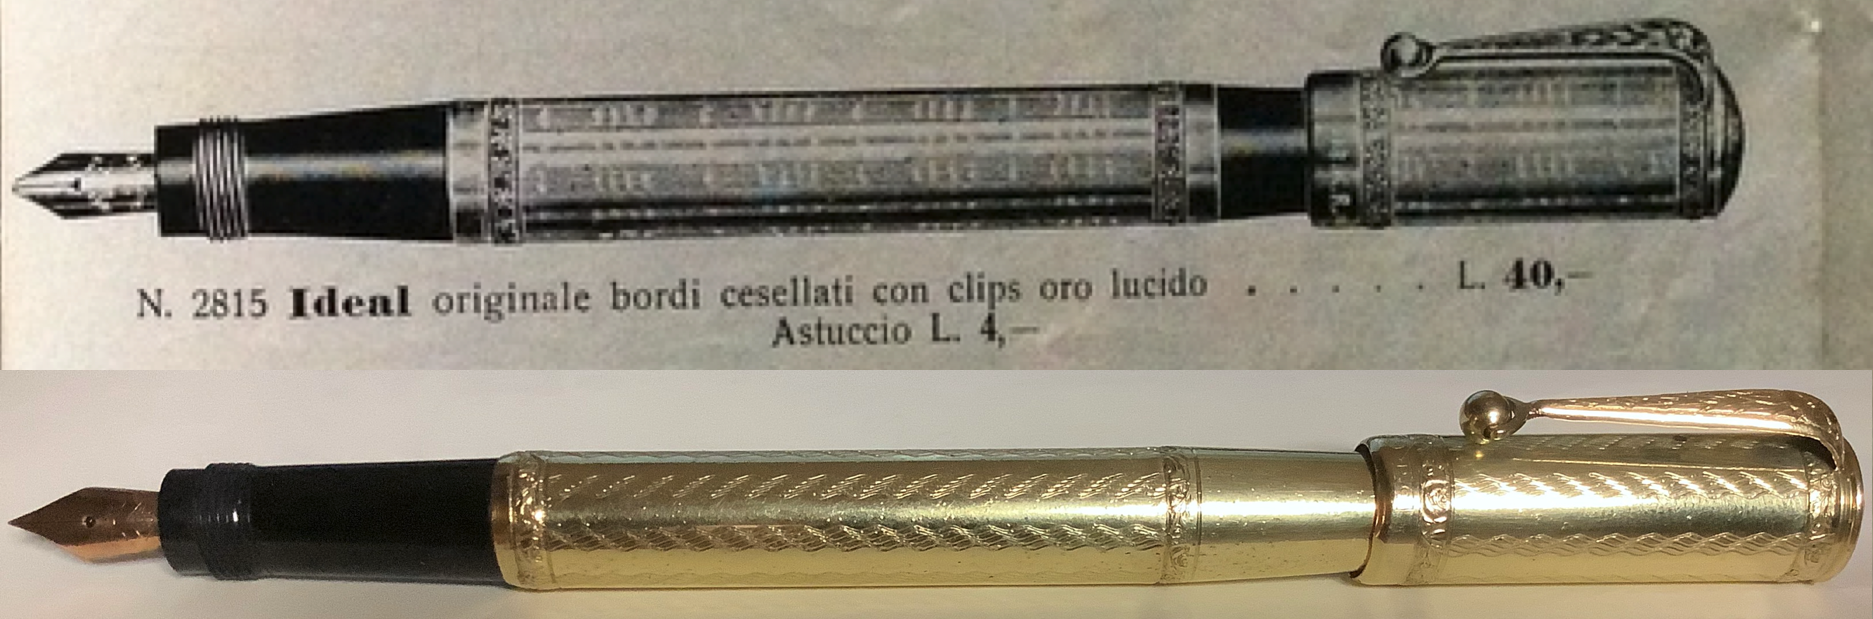 N. 2815 Ideal originale bordi cesellati con clips oro lucido . . . . . L. 40,—
Astuccio L. 4,—